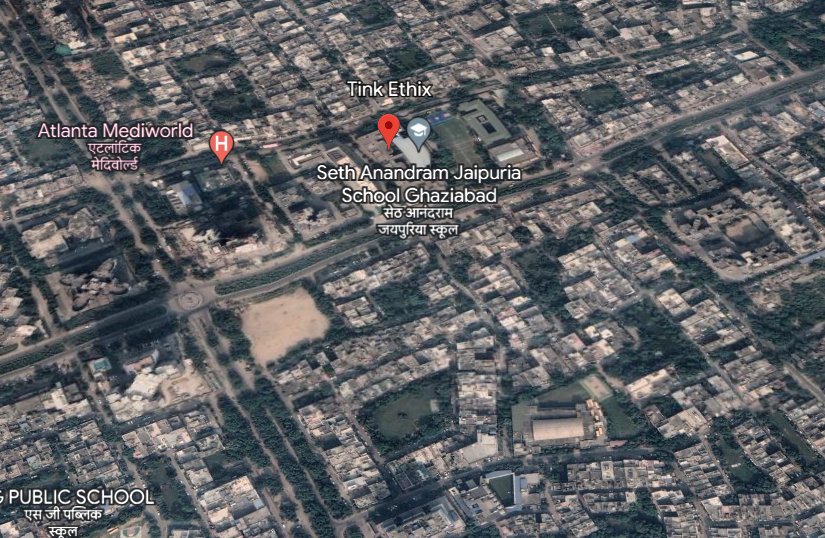 Tink Ethix
Atlanta Mediworld
एटलांटिक
मेदिवोर्ल्ड
H
Seth Anandram Jaipuria
School Ghaziabad
सेठ आनंदराम
जयपुरिया स्कूल
G PUBLIC SCHOOL
एस जी पब्लिक
स्कूल